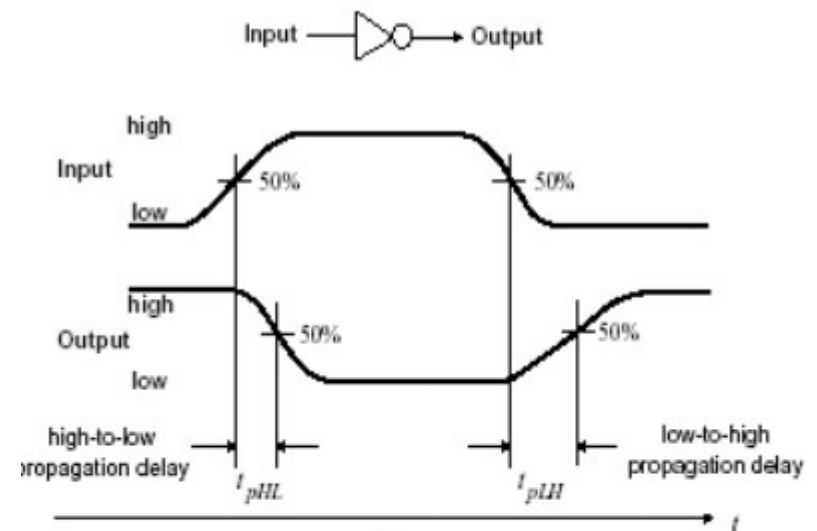 Input Output
high
Input 50% 50%
low
high
Output 50% 50%
low
high-to-low low-to-high
propagation delay propagation delay
tpHL tpLH
t